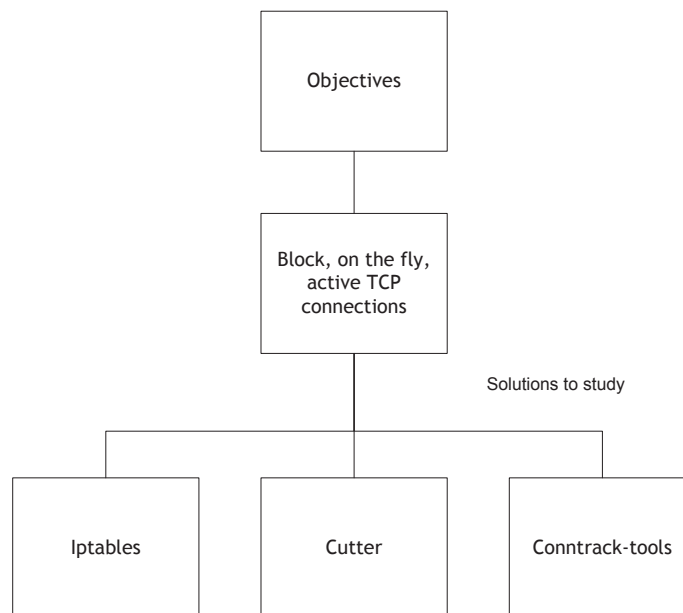 Objectives
Block, on the fly,
active TCP
connections
Solutions to study
Iptables
Cutter
Conntrack-tools